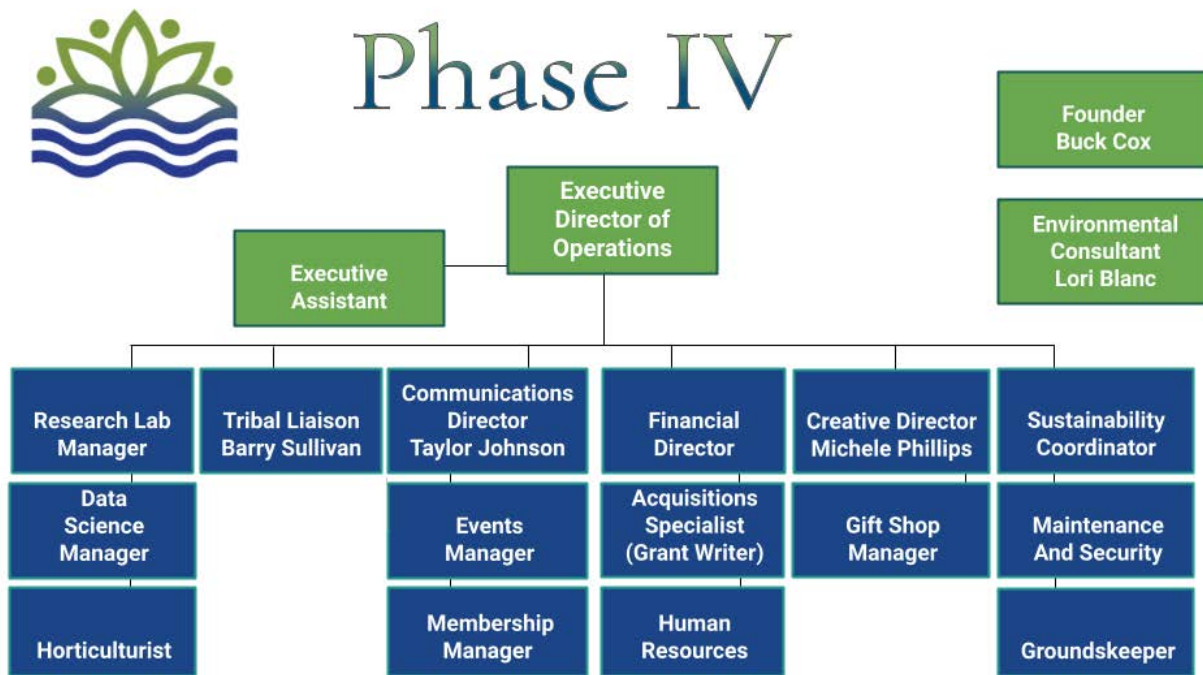 Phase IV
Founder
Buck Cox
Executive
Director of
Operations
Environmental
Consultant
Lori Blanc
Executive
Assistant
Research Lab
Manager
Tribal Liaison
Barry Sullivan
Communications
Director
Taylor Johnson
Financial
Director
Creative Director
Michele Phillips
Sustainability
Coordinator
Data
Science
Manager
Events
Manager
Acquisitions
Specialist
(Grant Writer)
Gift Shop
Manager
Maintenance
And Security
Horticulturist
Membership
Manager
Human
Resources
Groundskeeper